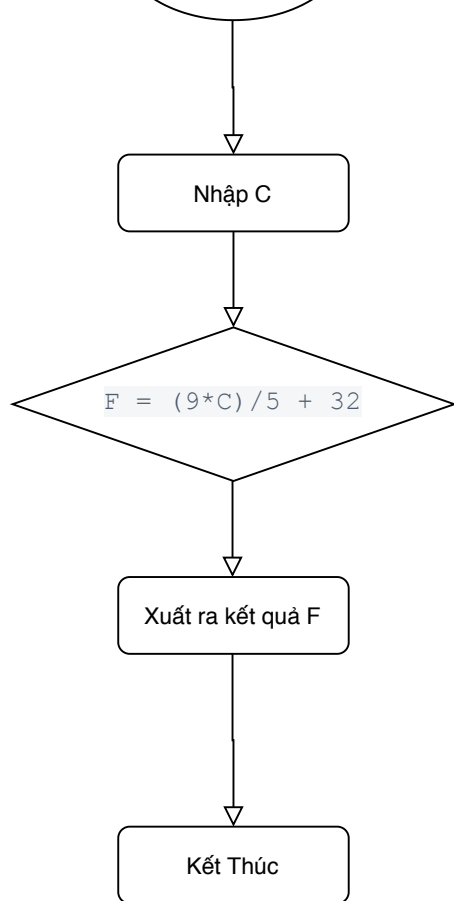 Nhập C
F = (9*C)/5 + 32
Xuất ra kết quả F
Kết Thúc